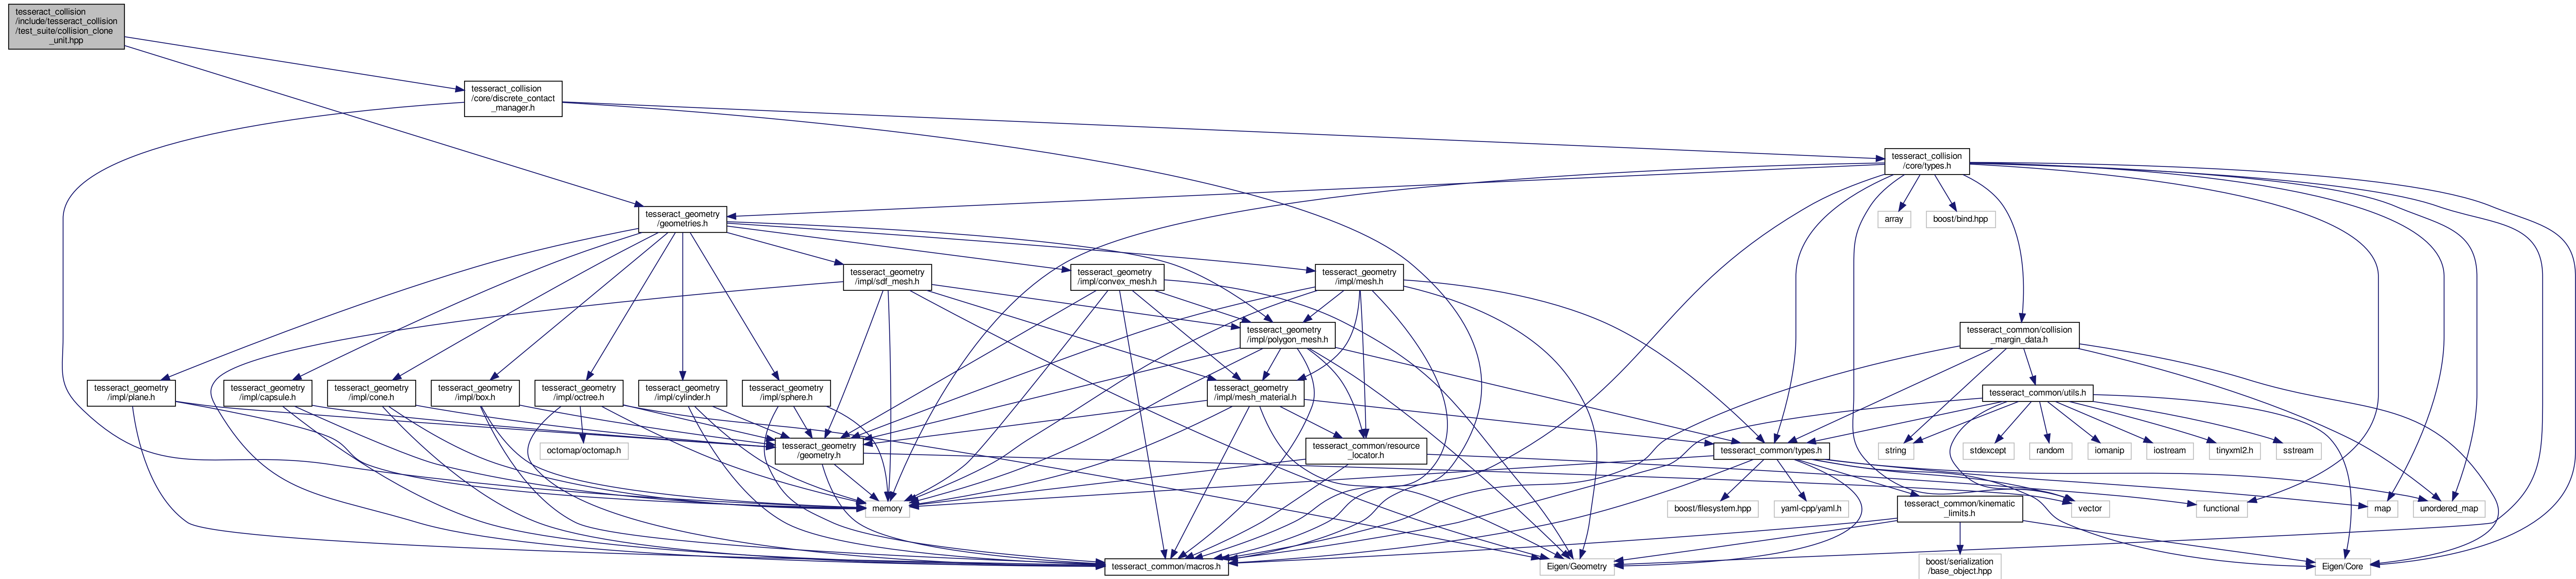 tesseract_collision
/include/tesseract_collision
/test_suite/collision_clone
_unit.hpp
tesseract_collision
/core/discrete_contact
_manager.h
tesseract_collision
/core/types.h
tesseract_geometry
/geometries.h
array
boost/bind.hpp
tesseract_geometry
/impl/sdf_mesh.h
tesseract_geometry
/impl/convex_mesh.h
tesseract_geometry
/impl/mesh.h
tesseract_geometry
/impl/polygon_mesh.h
tesseract_common/collision
_margin_data.h
tesseract_geometry
/impl/plane.h
tesseract_geometry
/impl/capsule.h
tesseract_geometry
/impl/cone.h
tesseract_geometry
/impl/box.h
tesseract_geometry
/impl/octree.h
tesseract_geometry
/impl/cylinder.h
tesseract_geometry
/impl/sphere.h
tesseract_geometry
/impl/mesh_material.h
tesseract_common/utils.h
octomap/octomap.h
tesseract_geometry
/geometry.h
tesseract_common/resource
_locator.h
tesseract_common/types.h
string
stdexcept
random
iomanip
iostream
tinyxml2.h
sstream
memory
boost/filesystem.hpp
yaml-cpp/yaml.h
tesseract_common/kinematic
_limits.h
vector
functional
map
unordered_map
tesseract_common/macros.h
Eigen/Geometry
boost/serialization
/base_object.hpp
Eigen/Core